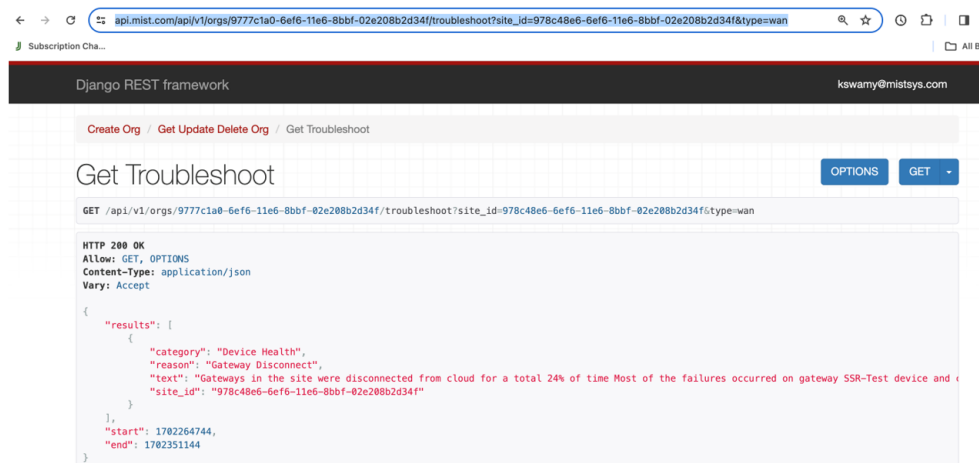 api.mist.com/api/v1/orgs/9777c1a0-6ef6-11e6-8bbf-02e208b2d34f/troubleshoot?site_id=978c48e6-6ef6-11e6-8bbf-02e208b2d34f&type=wan
Subscription Cha...
All B
Django REST framework
kswamy@mistsys.com
Create Org / Get Update Delete Org / Get Troubleshoot
Get Troubleshoot
OPTIONS
GET
GET /api/v1/orgs/9777c1a0-6ef6-11e6-8bbf-02e208b2d34f/troubleshoot?site_id=978c48e6-6ef6-11e6-8bbf-02e208b2d34f&type=wan
HTTP 200 OK
Allow: GET, OPTIONS
Content-Type: application/json
Vary: Accept
{
"results": [
{
"category": "Device Health",
"reason": "Gateway Disconnect",
"text": "Gateways in the site were disconnected from cloud for a total 24% of time Most of the failures occurred on gateway SSR-Test device and
"site_id": "978c48e6-6ef6-11e6-8bbf-02e208b2d34f"
}
],
"start": 1702264744,
"end": 1702351144
}